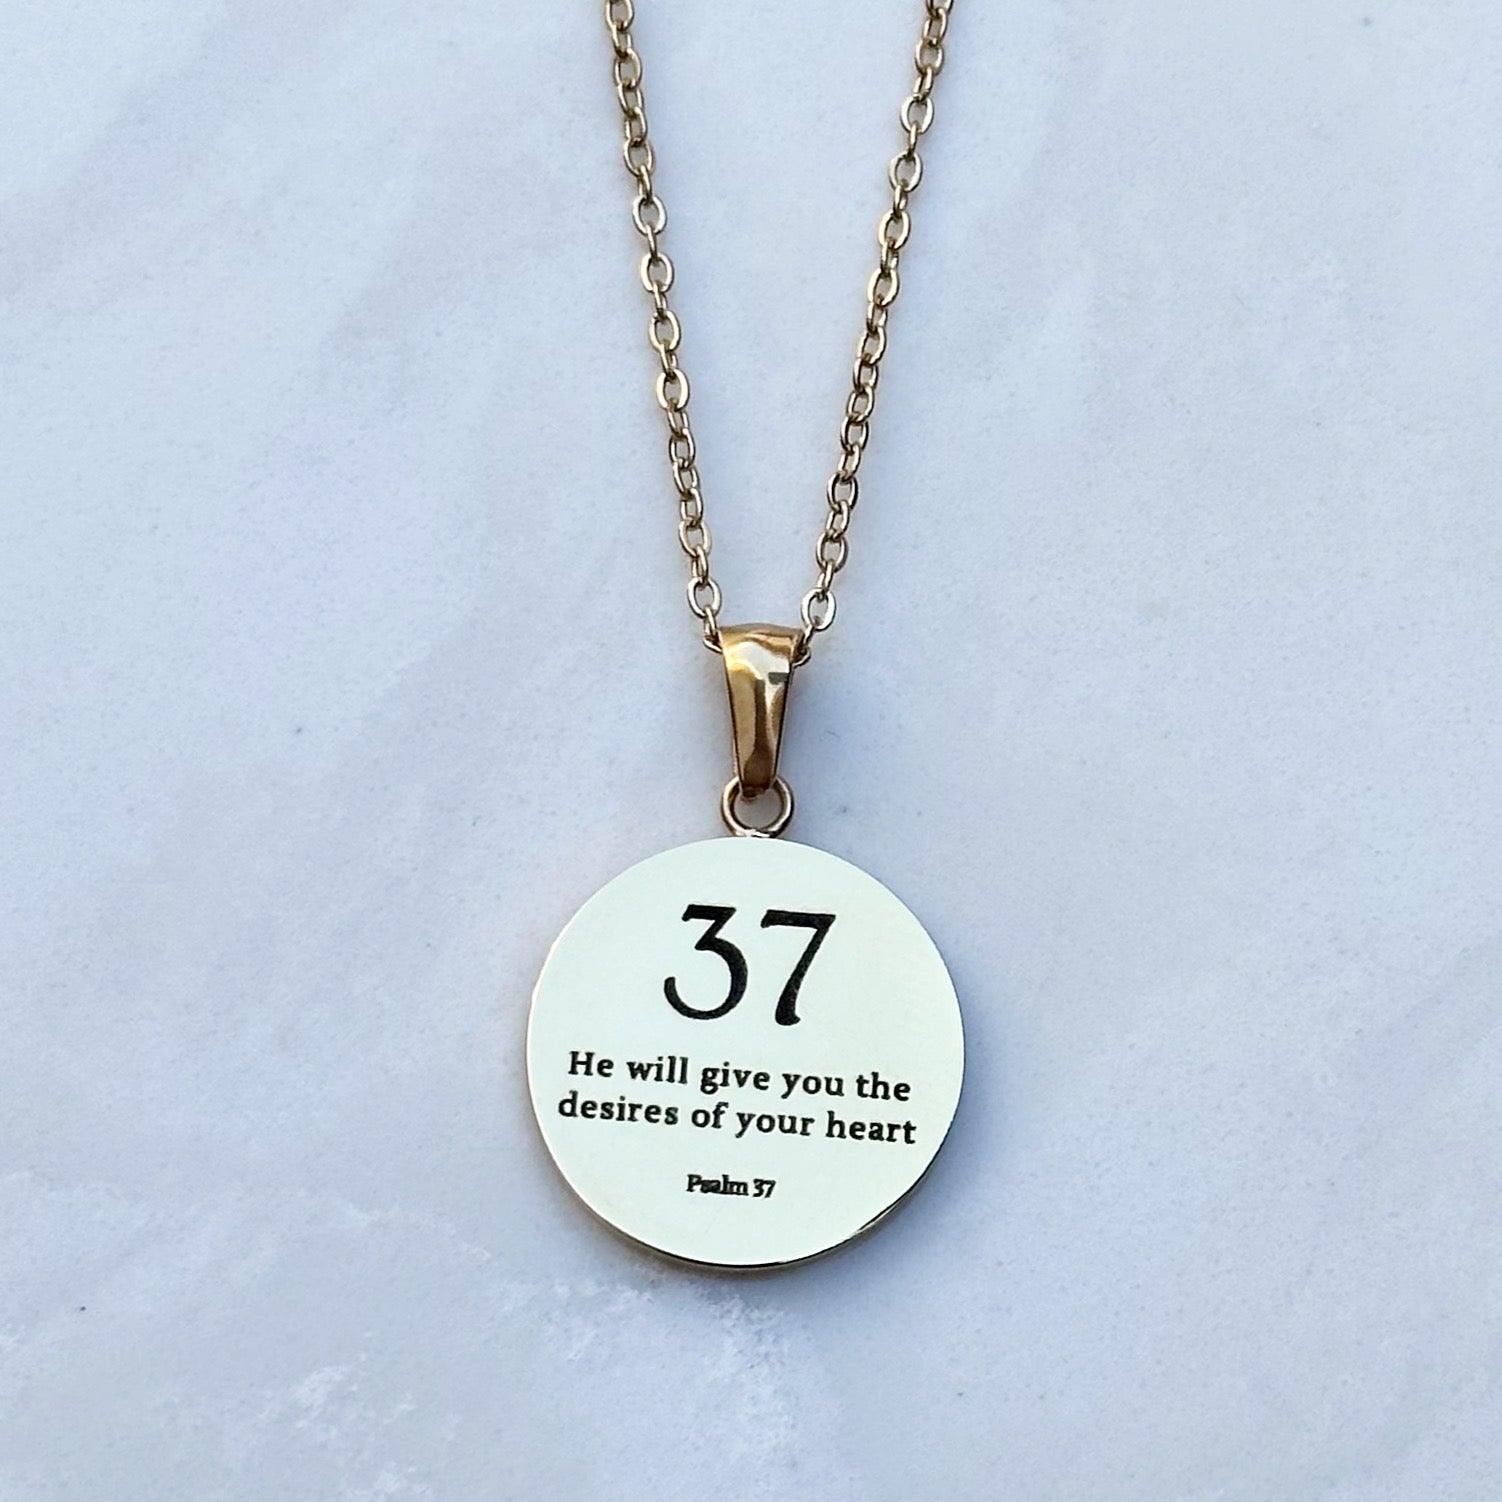 37
He will give you the
desires of your heart
Psalm 37